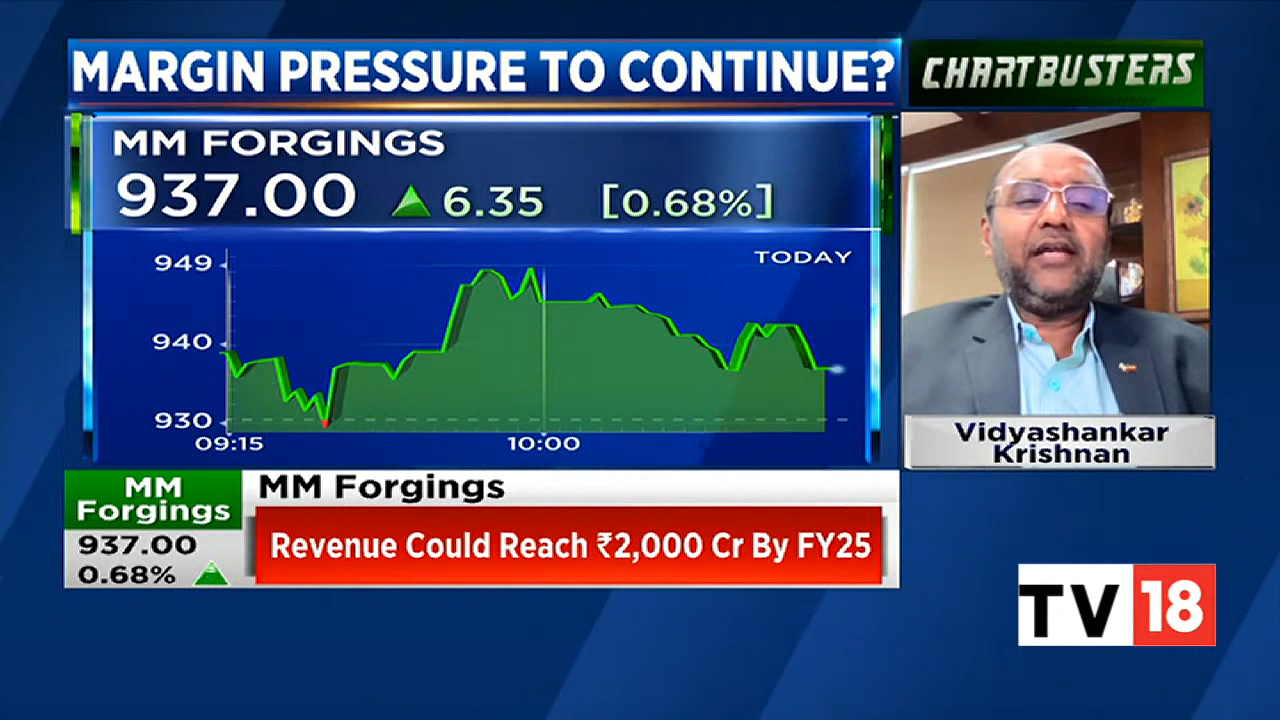 MARGIN PRESSURE TO CONTINUE?
CHARTBUSTERS
MM FORGINGS
937.00 ▲ 6.35 [0.68%]
TODAY
949
940
930
09:15 10:00
Vidyashankar
Krishnan
MM
Forgings
937.00
0.68% ▲
MM Forgings
Revenue Could Reach ₹2,000 Cr By FY25
TV 18